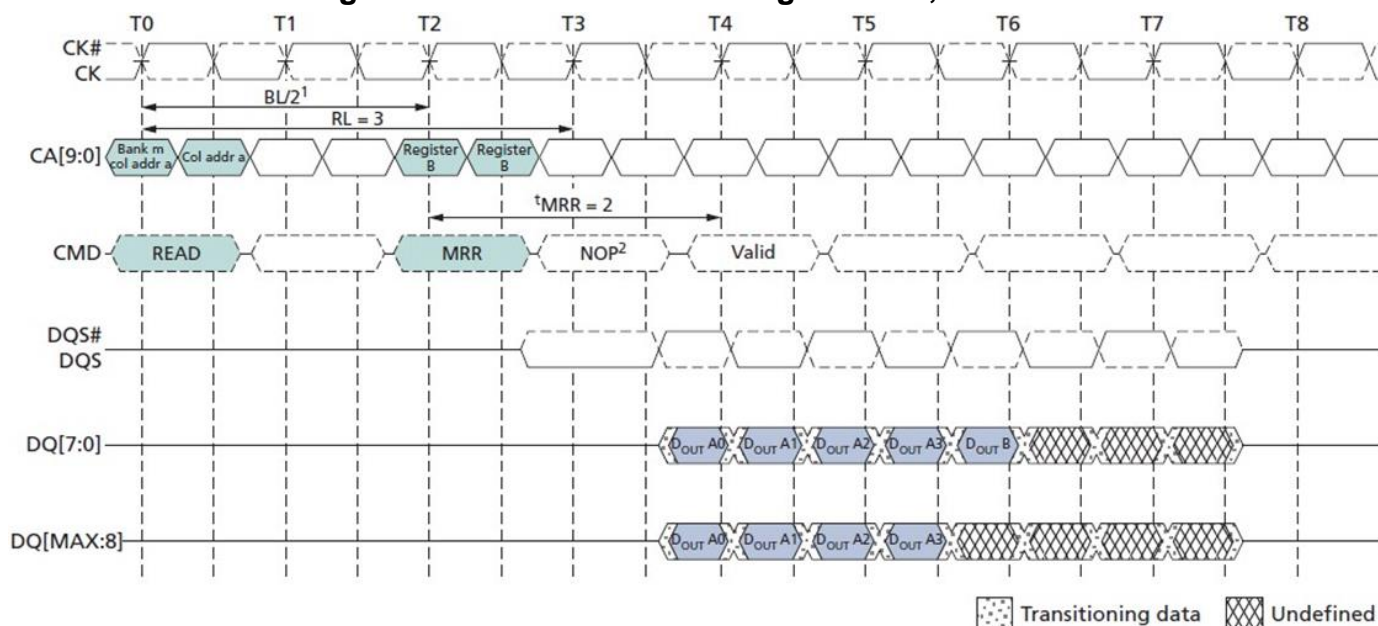 T0 T1 T2 T3 T4 T5 T6 T7 T8
CK#
CK
BL/2¹
RL = 3
CA[9:0] Bank m col addr a Col addr a Register B Register B
ᵗMRR = 2
CMD READ MRR NOP² Valid
DQS#
DQS
DQ[7:0] DOUT A0 DOUT A1 DOUT A2 DOUT A3 DOUT B
DQ[MAX:8] DOUT A0 DOUT A1 DOUT A2 DOUT A3
Transitioning data Undefined